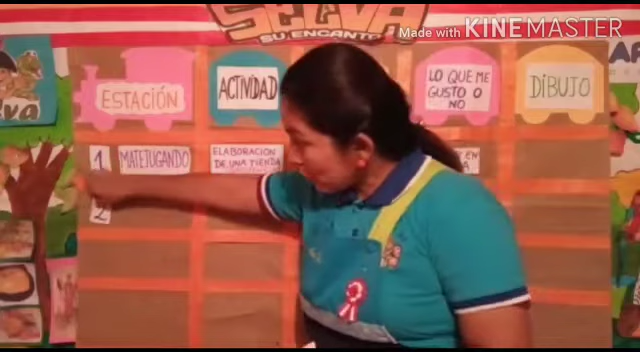 SELVA
SU ENCANTO
Made with KINEMASTER
ESTACIÓN
ACTIVIDAD
LO QUE ME
GUSTO O
NO
DIBUJO
1
MATEJUGANDO
ELABORACION
DE UNA TIENDA
EN
2